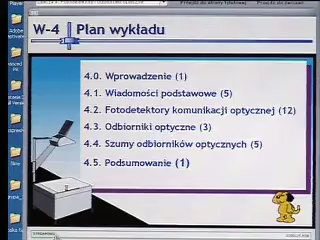 W-4 Plan wykładu
4.0. Wprowadzenie (1)
4.1. Wiadomości podstawowe (5)
4.2. Fotodetektory komunikacji optycznej (12)
4.3. Odbiorniki optyczne (3)
4.4. Szumy odbiorników optycznych (5)
4.5. Podsumowanie (1)